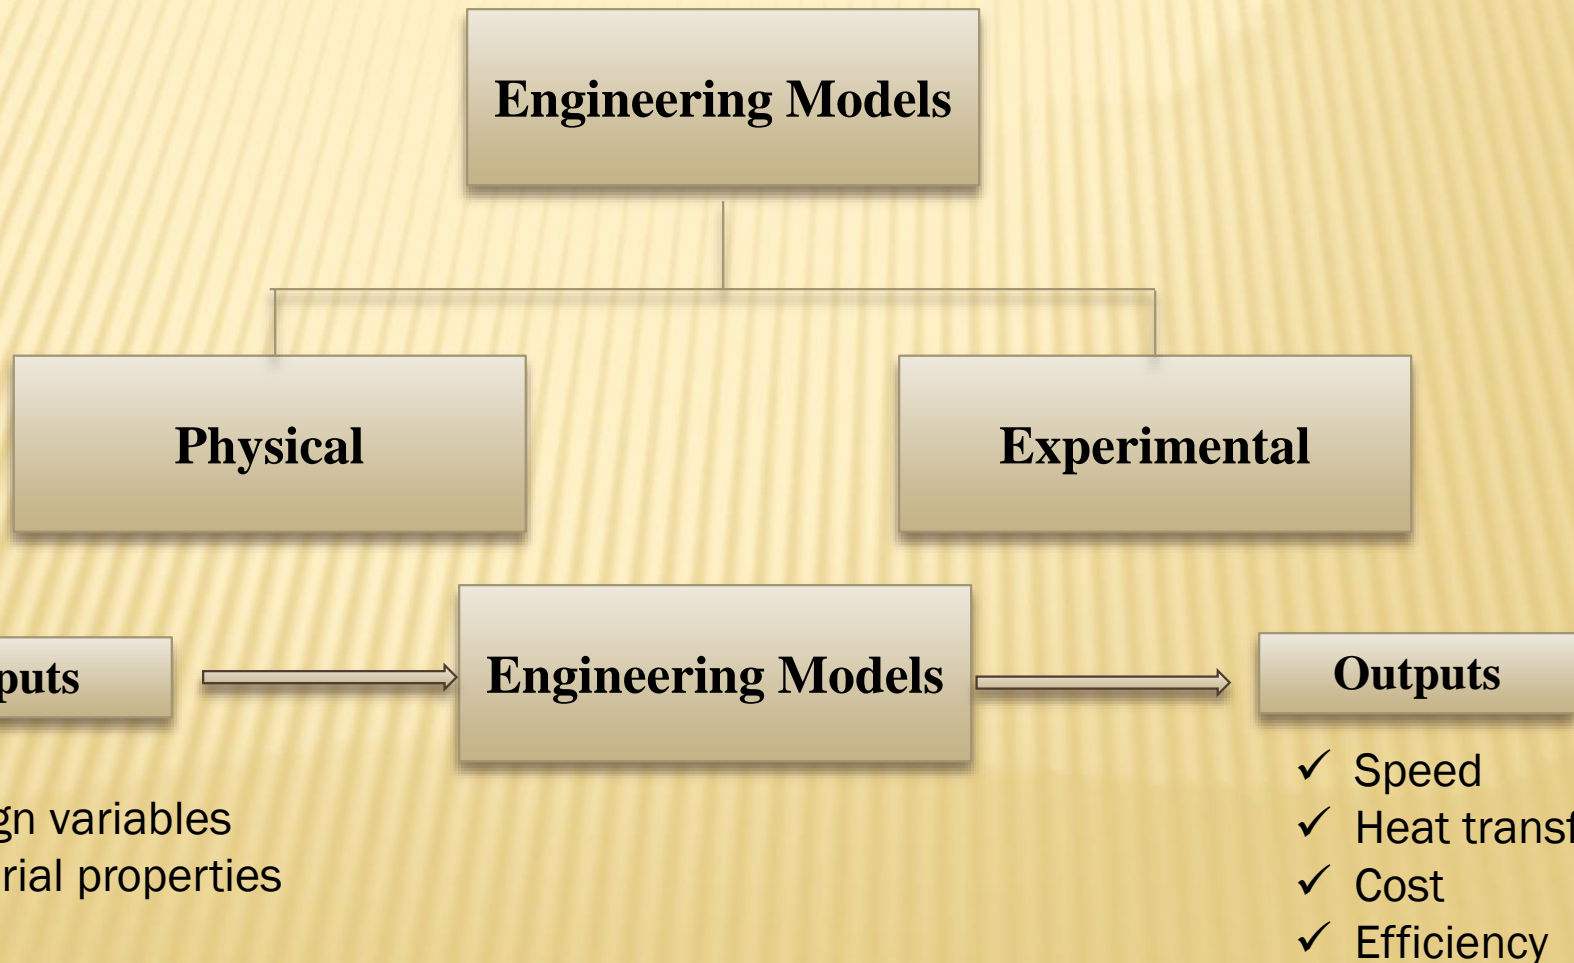 Engineering Models
Physical
Experimental
puts
Engineering Models
Outputs
gn variables
rial properties
✓ Speed
✓ Heat transf
✓ Cost
✓ Efficiency